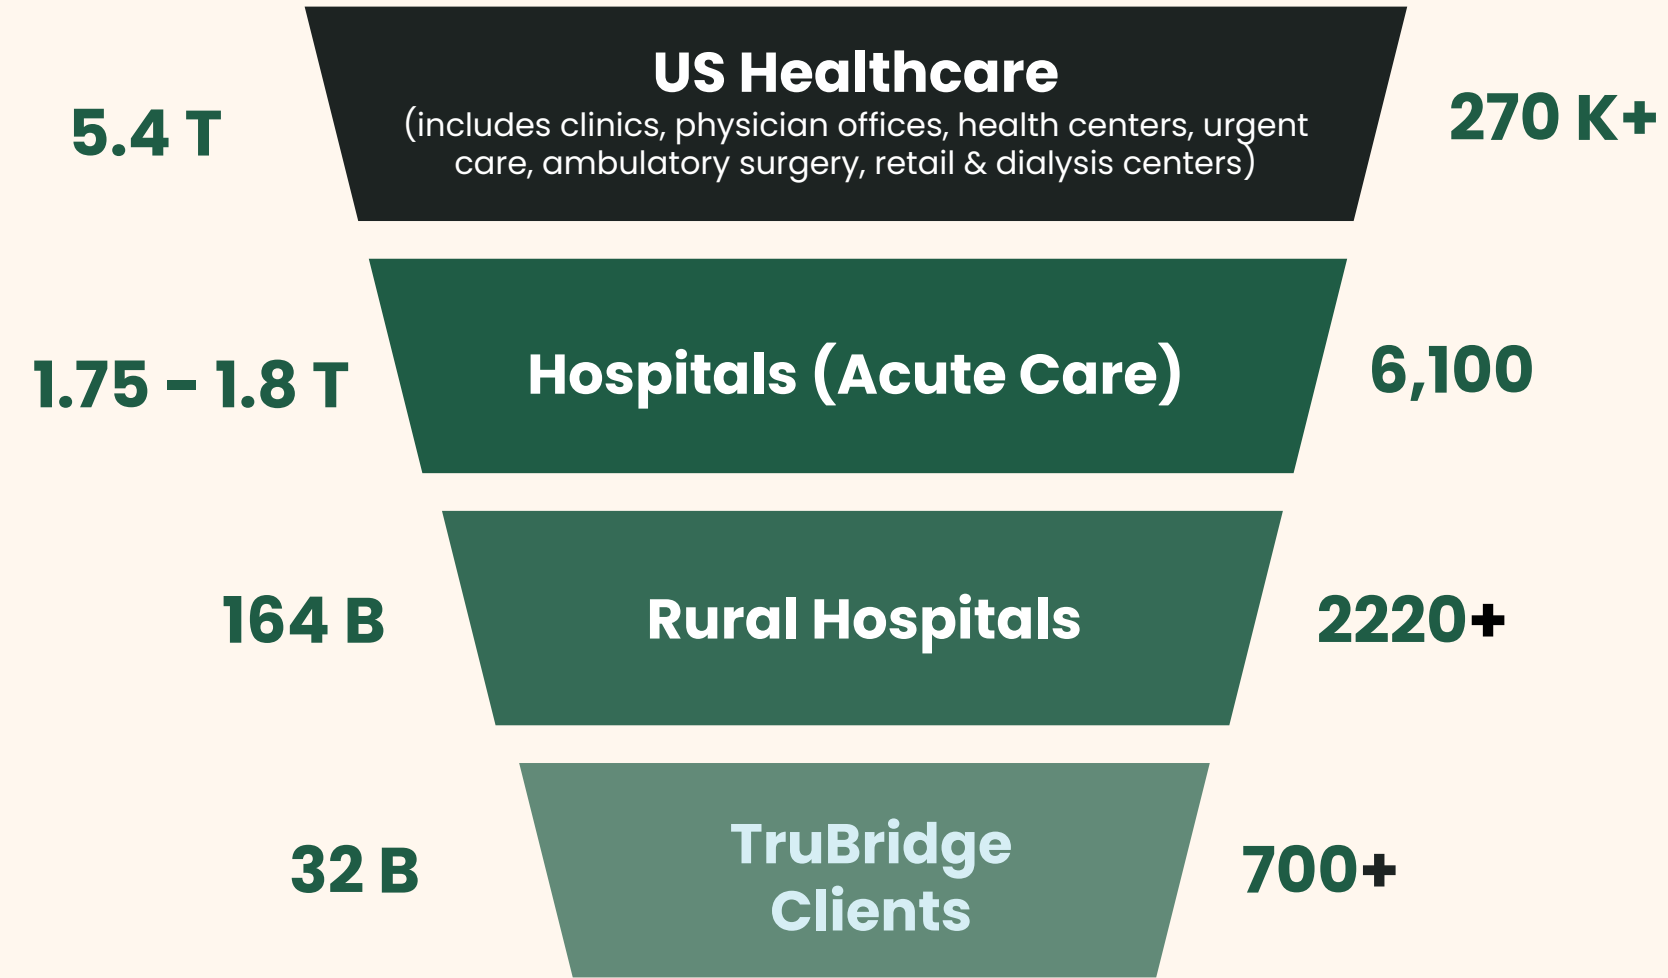 US Healthcare
(includes clinics, physician offices, health centers, urgent
care, ambulatory surgery, retail & dialysis centers)
5.4 T
270 K+
Hospitals (Acute Care)
1.75 – 1.8 T
6,100
Rural Hospitals
164 B
2220+
TruBridge
Clients
32 B
700+